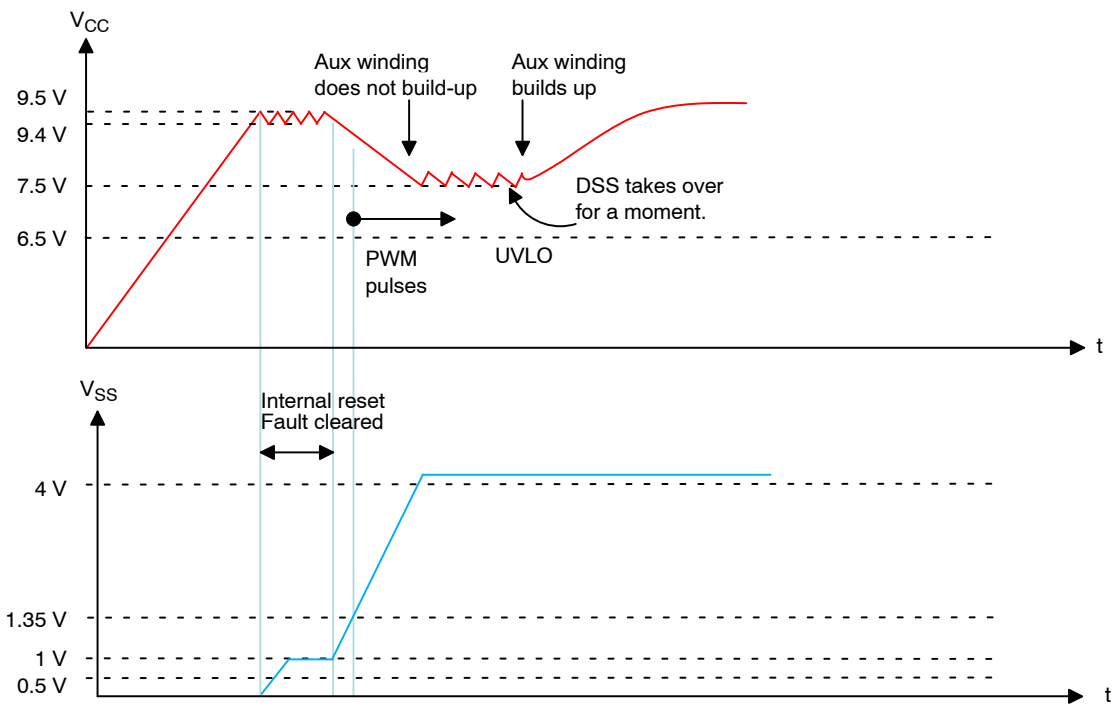 VCC
Aux winding
does not build-up
Aux winding
builds up
9.5 V
9.4 V
7.5 V
DSS takes over
for a moment.
6.5 V
PWM
pulses
UVLO
t
VSS
Internal reset
Fault cleared
4 V
1.35 V
1 V
0.5 V
t